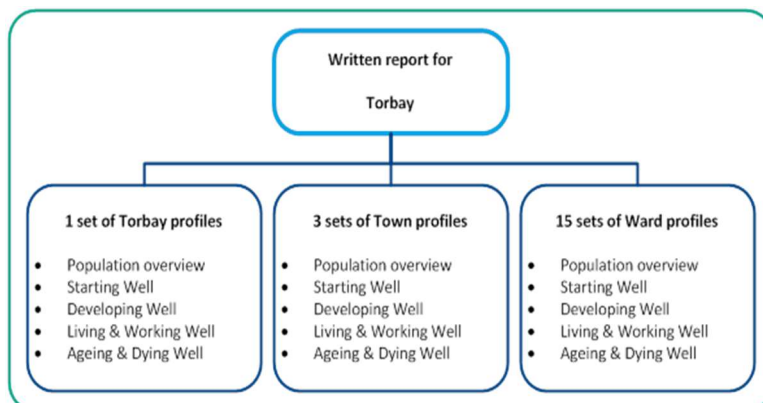 Written report for
Torbay
1 set of Torbay profiles
• Population overview
• Starting Well
• Developing Well
• Living & Working Well
• Ageing & Dying Well
3 sets of Town profiles
• Population overview
• Starting Well
• Developing Well
• Living & Working Well
• Ageing & Dying Well
15 sets of Ward profiles
• Population overview
• Starting Well
• Developing Well
• Living & Working Well
• Ageing & Dying Well